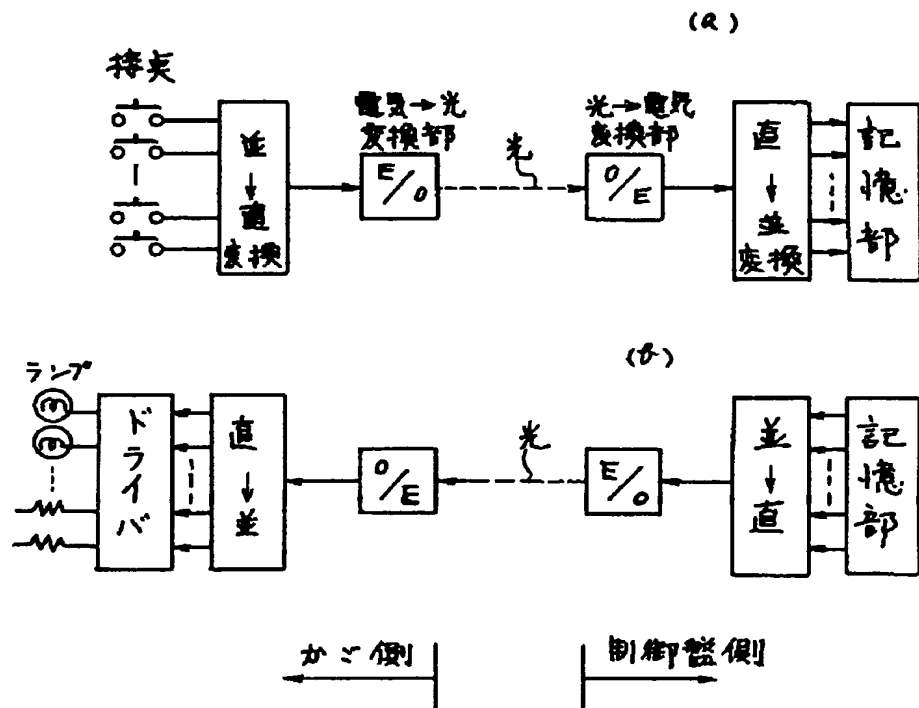 (a)
接点
並→直変換
電気→光
変換部
E/O
光
光→電気
変換部
O/E
直→並変換
記憶部
(b)
ランプ
ドライバ
直→並
O/E
光
E/O
並→直
記憶部
かご側
制御盤側